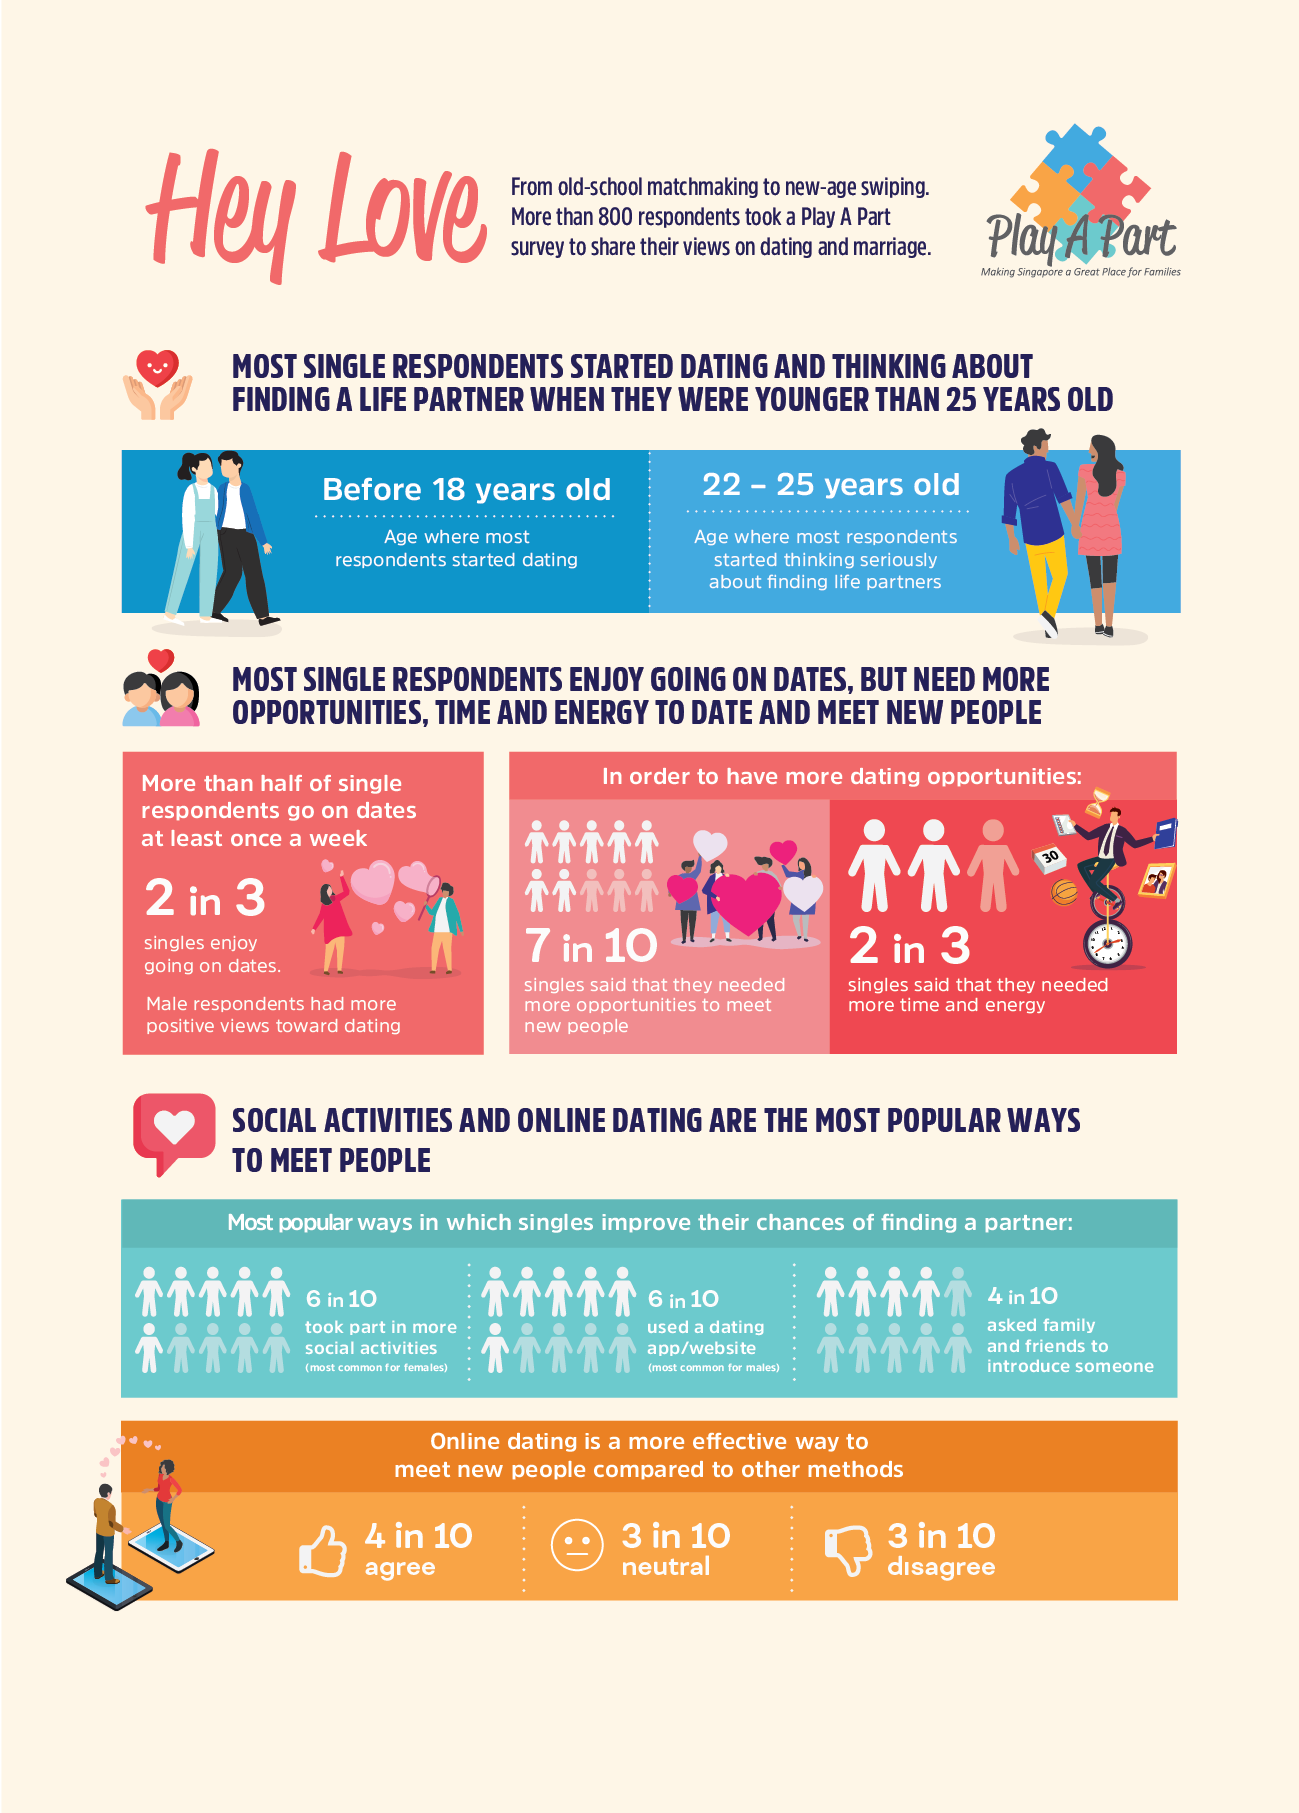 Hey Love
From old-school matchmaking to new-age swiping.
More than 800 respondents took a Play A Part
survey to share their views on dating and marriage.
Play A Part
Making Singapore a Great Place for Families
MOST SINGLE RESPONDENTS STARTED DATING AND THINKING ABOUT
FINDING A LIFE PARTNER WHEN THEY WERE YOUNGER THAN 25 YEARS OLD
Before 18 years old
Age where most
respondents started dating
22 – 25 years old
Age where most respondents
started thinking seriously
about finding life partners
MOST SINGLE RESPONDENTS ENJOY GOING ON DATES, BUT NEED MORE
OPPORTUNITIES, TIME AND ENERGY TO DATE AND MEET NEW PEOPLE
More than half of single
respondents go on dates
at least once a week
2 in 3
singles enjoy
going on dates.
Male respondents had more
positive views toward dating
In order to have more dating opportunities:
7 in 10
singles said that they needed
more opportunities to meet
new people
30
2 in 3
singles said that they needed
more time and energy
SOCIAL ACTIVITIES AND ONLINE DATING ARE THE MOST POPULAR WAYS
TO MEET PEOPLE
Most popular ways in which singles improve their chances of finding a partner:
6 in 10
took part in more
social activities
(most common for females)
6 in 10
used a dating
app/website
(most common for males)
4 in 10
asked family
and friends to
introduce someone
Online dating is a more effective way to
meet new people compared to other methods
4 in 10
agree
3 in 10
neutral
3 in 10
disagree